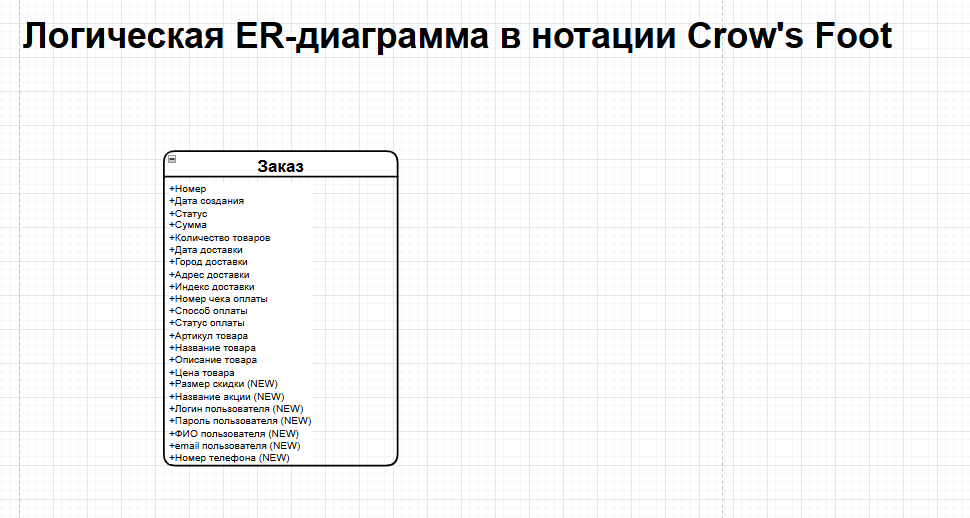 Логическая ER-диаграмма в нотации Crow's Foot
Заказ
+Номер
+Дата создания
+Статус
+Сумма
+Количество товаров
+Дата доставки
+Город доставки
+Адрес доставки
+Индекс доставки
+Номер чека оплаты
+Способ оплаты
+Статус оплаты
+Артикул товара
+Название товара
+Описание товара
+Цена товара
+Размер скидки (NEW)
+Название акции (NEW)
+Логин пользователя (NEW)
+Пароль пользователя (NEW)
+ФИО пользователя (NEW)
+email пользователя (NEW)
+Номер телефона (NEW)